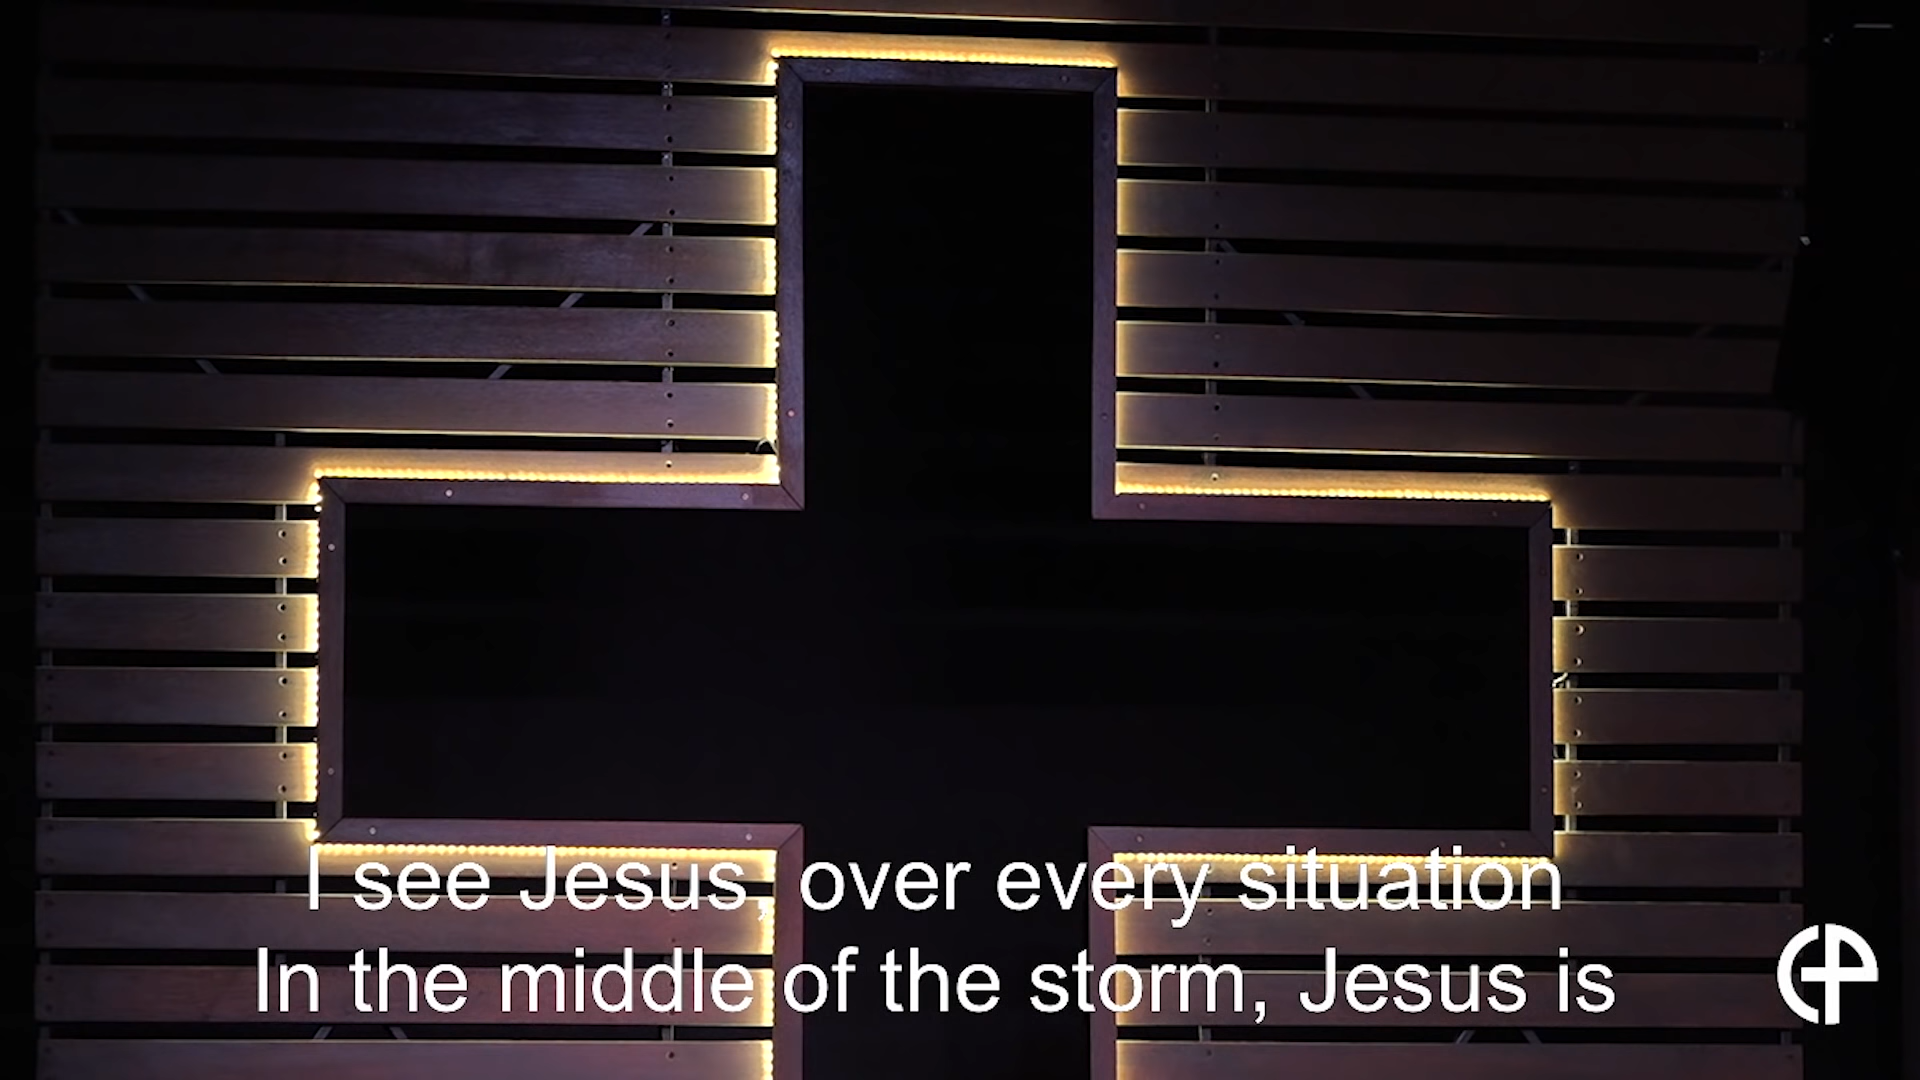 I see Jesus, over every situation
In the middle of the storm, Jesus is